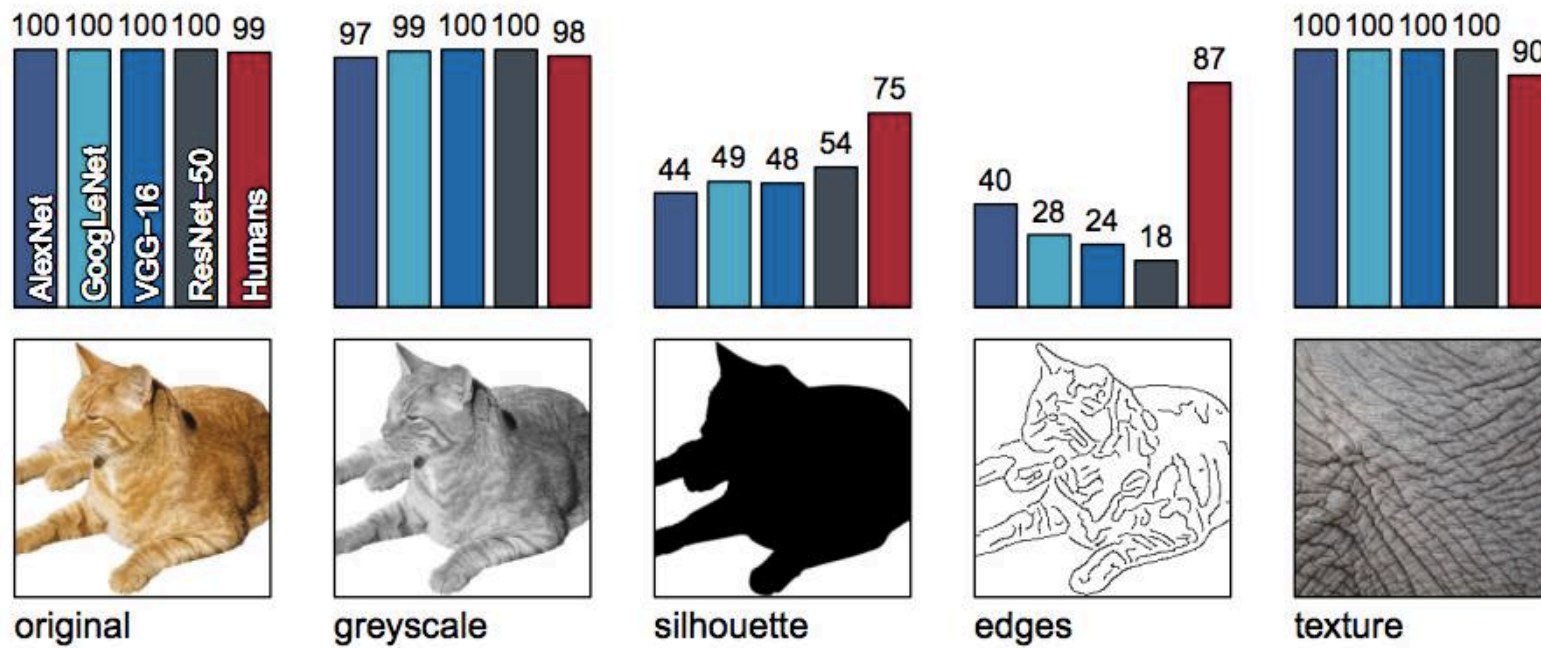 100 100 100 100 99
AlexNet
GoogLeNet
VGG-16
ResNet-50
Humans
original
97 99 100 100 98
greyscale
44 49 48 54 75
silhouette
40 28 24 18 87
edges
100 100 100 100 90
texture